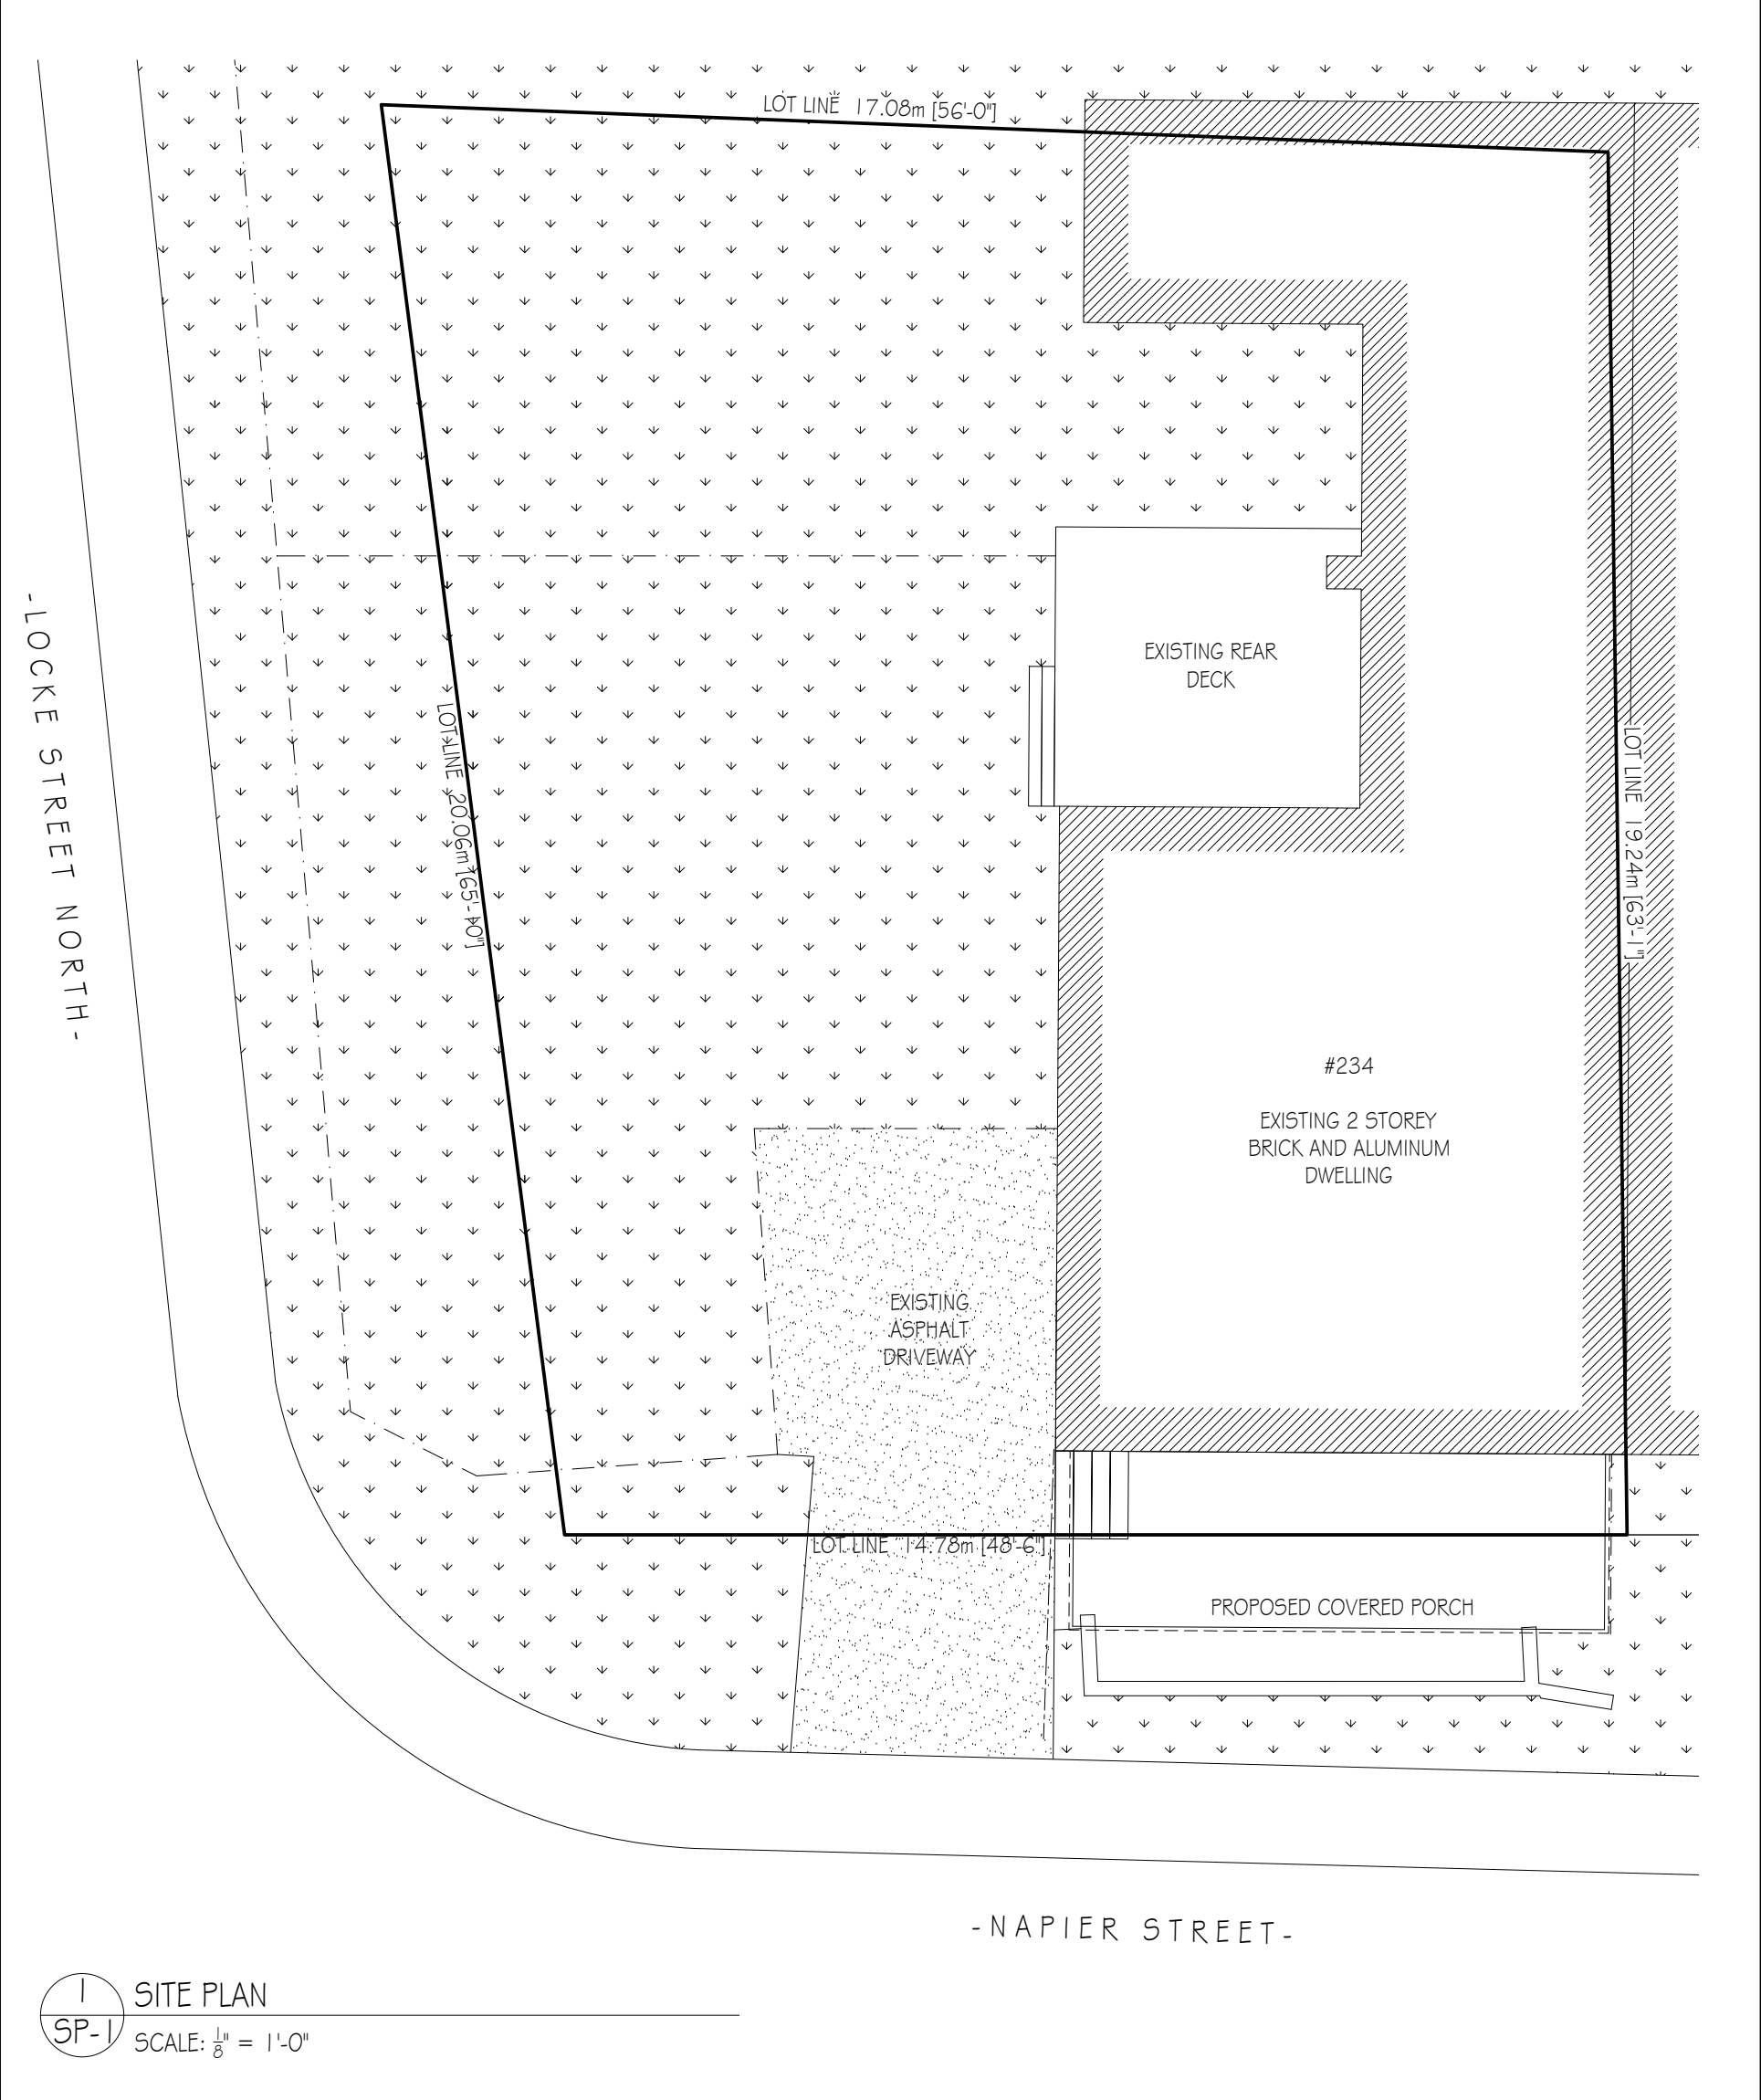 LOT LINE 17.08m [56'-0"]
-LOCKE STREET NORTH-
LOT LINE 20.06m [65'-10"]
EXISTING REAR
DECK
LOT LINE 19.24m [63'-1"]
#234
EXISTING 2 STOREY
BRICK AND ALUMINUM
DWELLING
EXISTING
ASPHALT
DRIVEWAY
LOT LINE 14.78m [48'-6"]
PROPOSED COVERED PORCH
-NAPIER STREET-
1
SP-1
SITE PLAN
SCALE: 1/8" = 1'-0"